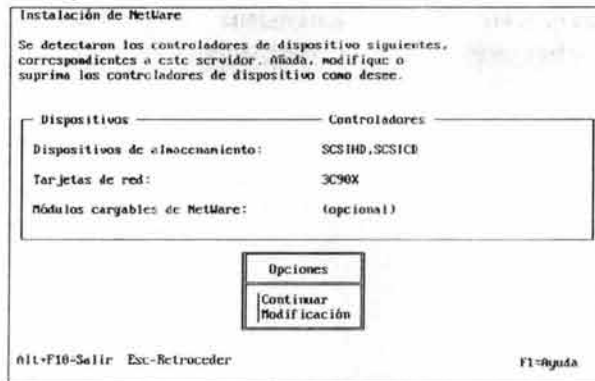 Instalación de NetWare
Se detectaron los controladores de dispositivo siguientes,
correspondientes a este servidor. Añada, modifique o
suprima los controladores de dispositivo como desee.
Dispositivos Controladores
Dispositivos de almacenamiento: SCSIHD,SCSICD
Tarjetas de red: 3C90X
Módulos cargables de NetWare: (opcional)
Opciones
Continuar
Modificación
Alt+F10-Salir Esc-Retroceder F1=Ayuda